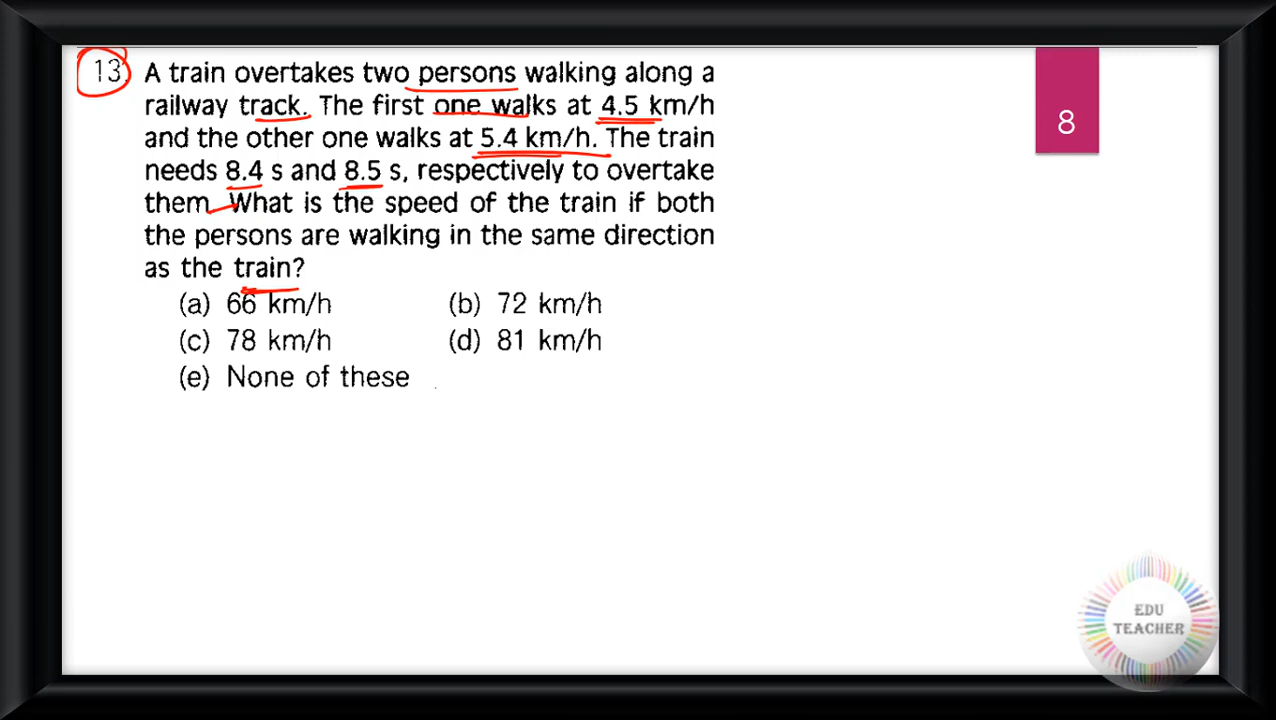 13 A train overtakes two persons walking along a
railway track. The first one walks at 4.5 km/h
and the other one walks at 5.4 km/h. The train
needs 8.4 s and 8.5 s, respectively to overtake
them. What is the speed of the train if both
the persons are walking in the same direction
as the train?
(a) 66 km/h (b) 72 km/h
(c) 78 km/h (d) 81 km/h
(e) None of these
8
EDU
TEACHER